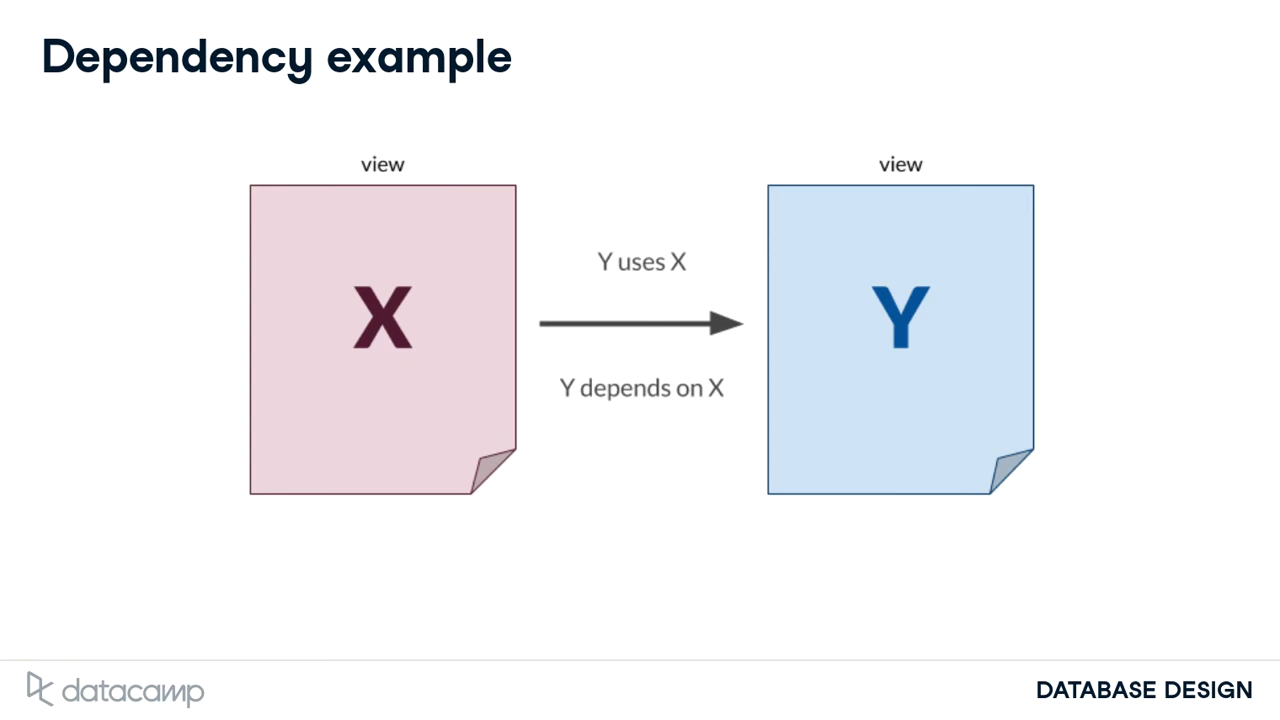 Dependency example
view
view
X
Y uses X
Y depends on X
Y
datacamp
DATABASE DESIGN